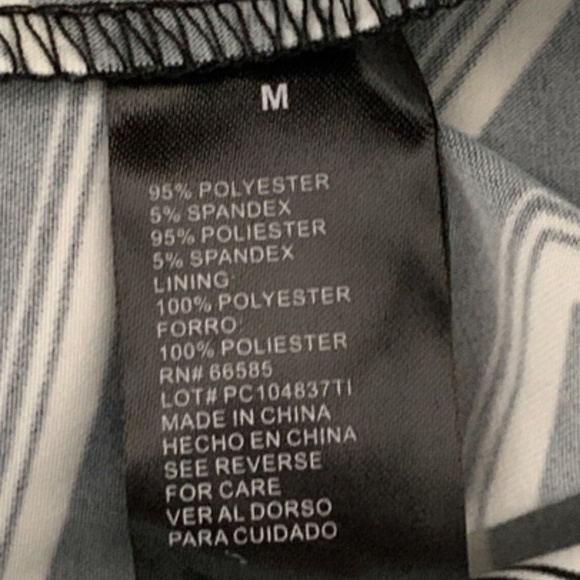 M
95% POLYESTER
5% SPANDEX
95% POLIESTER
5% SPANDEX
LINING:
100% POLYESTER
FORRO:
100% POLIESTER
RN# 66585
LOT# PC104837TI
MADE IN CHINA
HECHO EN CHINA
SEE REVERSE
FOR CARE
VER AL DORSO
PARA CUIDADO